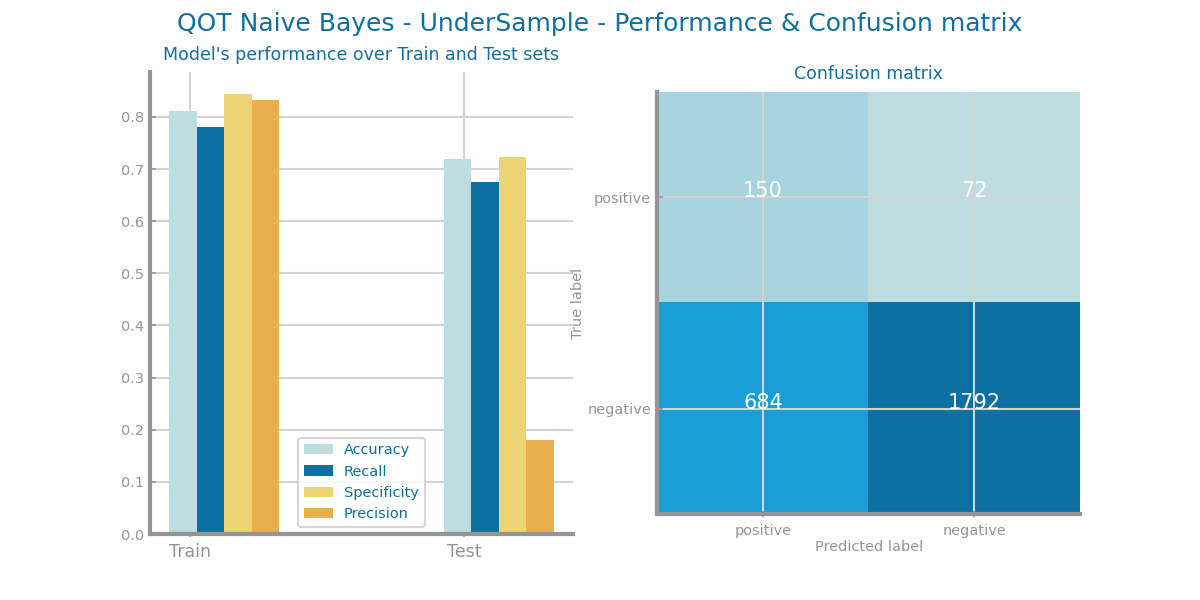 QOT Naive Bayes - UnderSample - Performance & Confusion matrix
Model's performance over Train and Test sets
0.8
0.7
0.6
0.5
0.4
0.3
0.2
0.1
0.0
Train
Test
Accuracy
Recall
Specificity
Precision
Confusion matrix
True label
positive
negative
150
72
684
1792
positive
negative
Predicted label